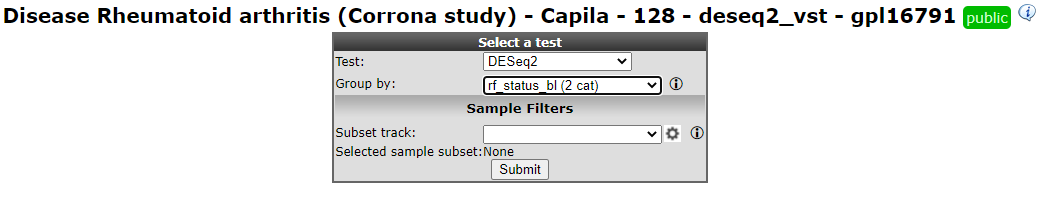 Disease Rheumatoid arthritis (Corrona study) - Capila - 128 - deseq2_vst - gpl16791 public
Select a test
Test: DESeq2
Group by: rf_status_bl (2 cat)
Sample Filters
Subset track:
Selected sample subset:None
Submit